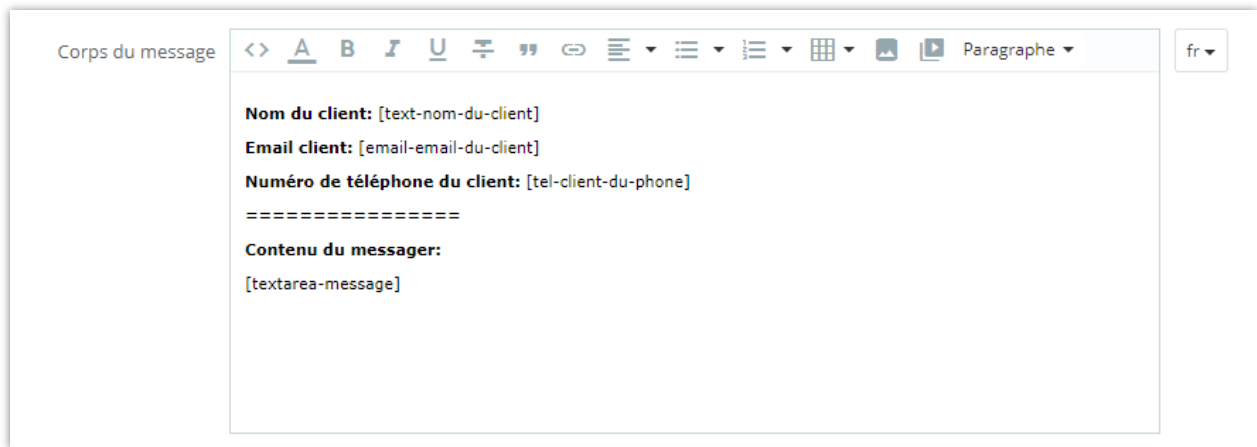 Corps du message
Paragraphe
fr
Nom du client: [text-nom-du-client]
Email client: [email-email-du-client]
Numéro de téléphone du client: [tel-client-du-phone]
================
Contenu du messager:
[textarea-message]